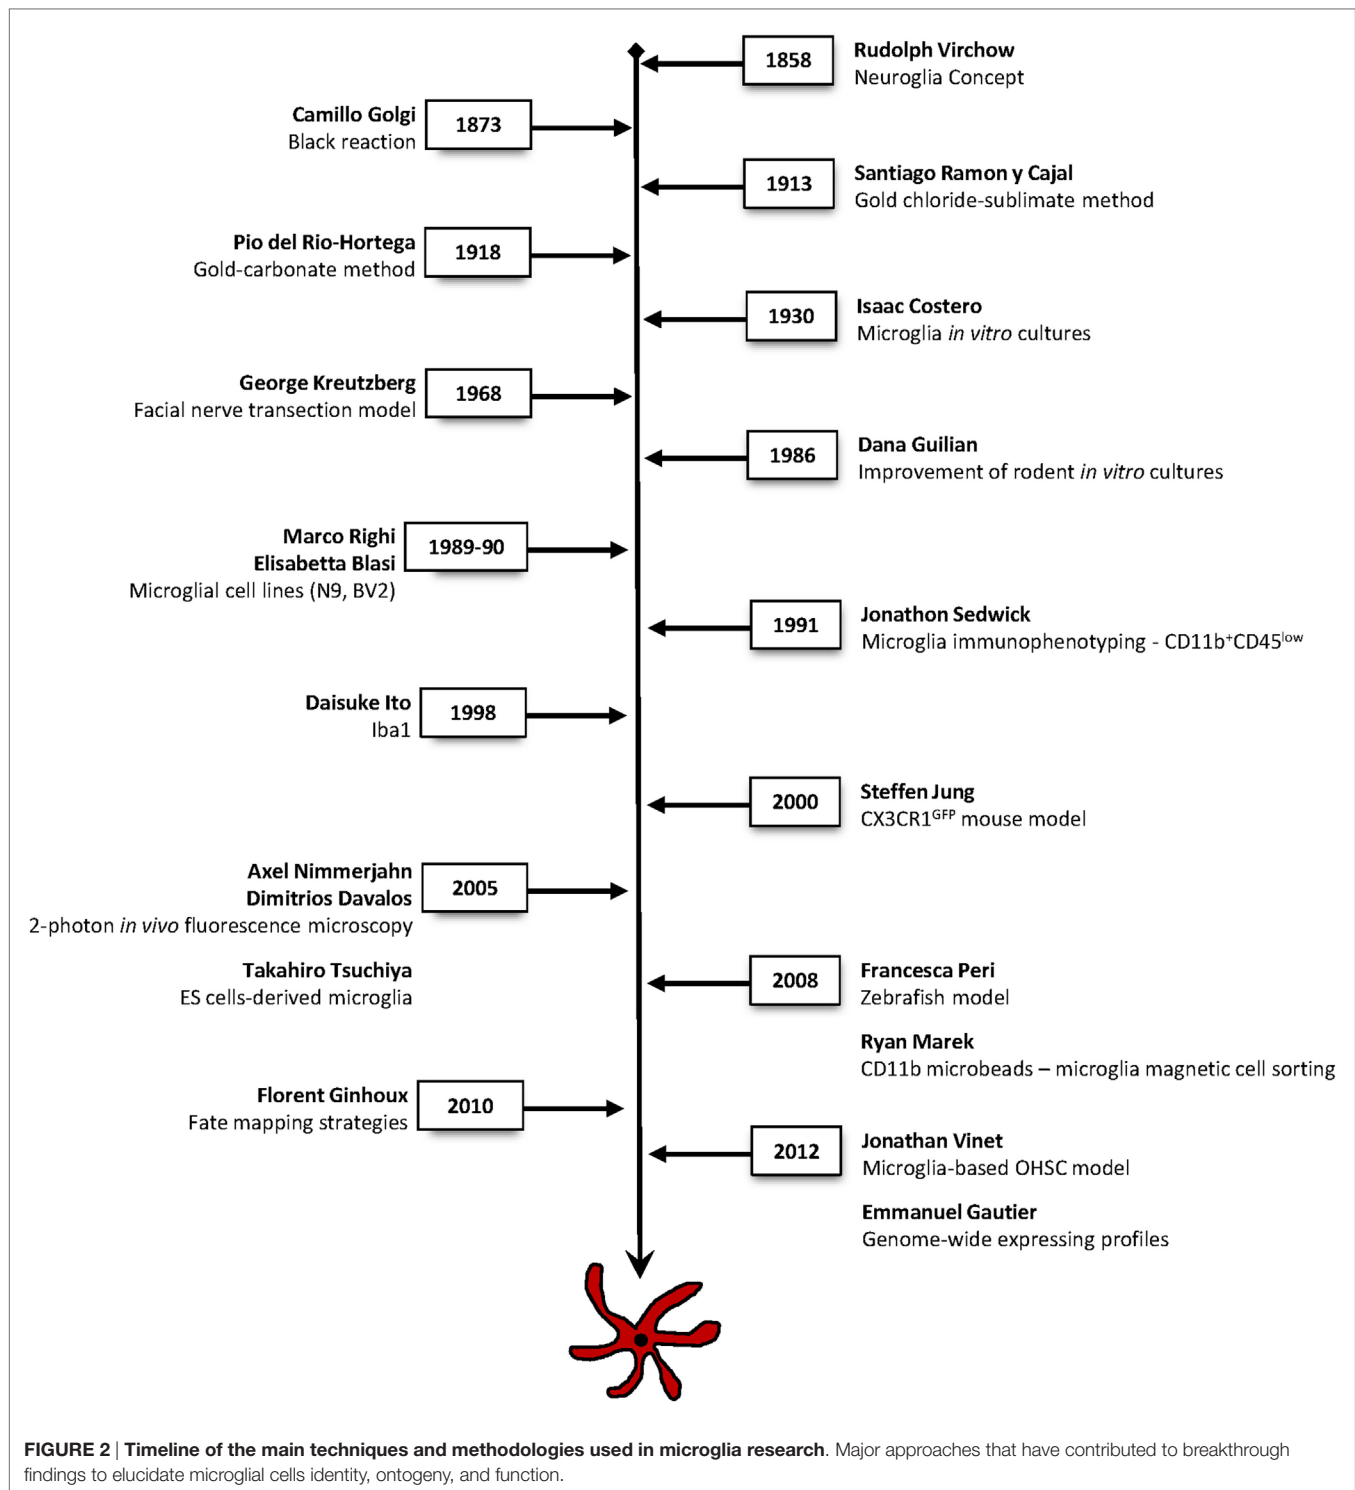 1858
Rudolph Virchow
Neuroglia Concept
Camillo Golgi
Black reaction
1873
1913
Santiago Ramon y Cajal
Gold chloride-sublimate method
Pio del Rio-Hortega
Gold-carbonate method
1918
1930
Isaac Costero
Microglia in vitro cultures
George Kreutzberg
Facial nerve transection model
1968
1986
Dana Guilian
Improvement of rodent in vitro cultures
Marco Righi
Elisabetta Blasi
Microglial cell lines (N9, BV2)
1989-90
1991
Jonathon Sedwick
Microglia immunophenotyping - CD11b⁺CD45ˡᵒʷ
Daisuke Ito
Iba1
1998
2000
Steffen Jung
CX3CR1ᴳᶠᴾ mouse model
Axel Nimmerjahn
Dimitrios Davalos
2-photon in vivo fluorescence microscopy
2005
Takahiro Tsuchiya
ES cells-derived microglia
2008
Francesca Peri
Zebrafish model
Ryan Marek
CD11b microbeads – microglia magnetic cell sorting
Florent Ginhoux
Fate mapping strategies
2010
2012
Jonathan Vinet
Microglia-based OHSC model
Emmanuel Gautier
Genome-wide expressing profiles
FIGURE 2 | Timeline of the main techniques and methodologies used in microglia research. Major approaches that have contributed to breakthrough
findings to elucidate microglial cells identity, ontogeny, and function.